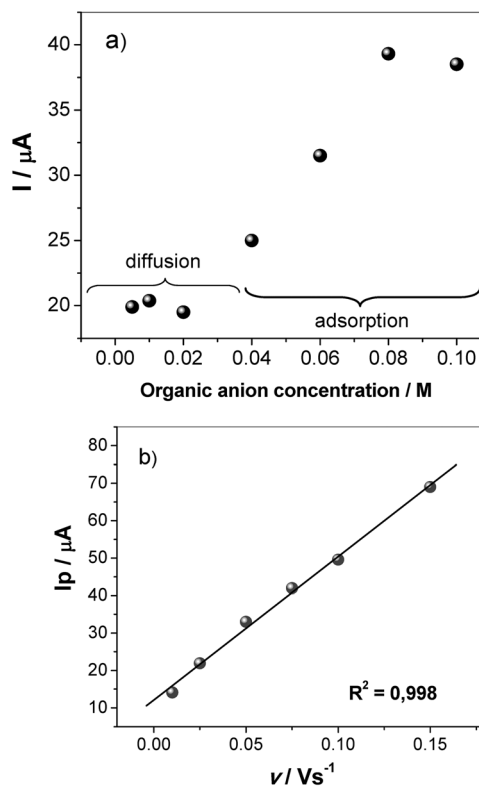 a)
I / µA
40
35
30
25
20
diffusion
adsorption
0.00 0.02 0.04 0.06 0.08 0.10
Organic anion concentration / M
b)
Ip / µA
80
70
60
50
40
30
20
10
R² = 0,998
0.00 0.05 0.10 0.15
v / Vs⁻¹